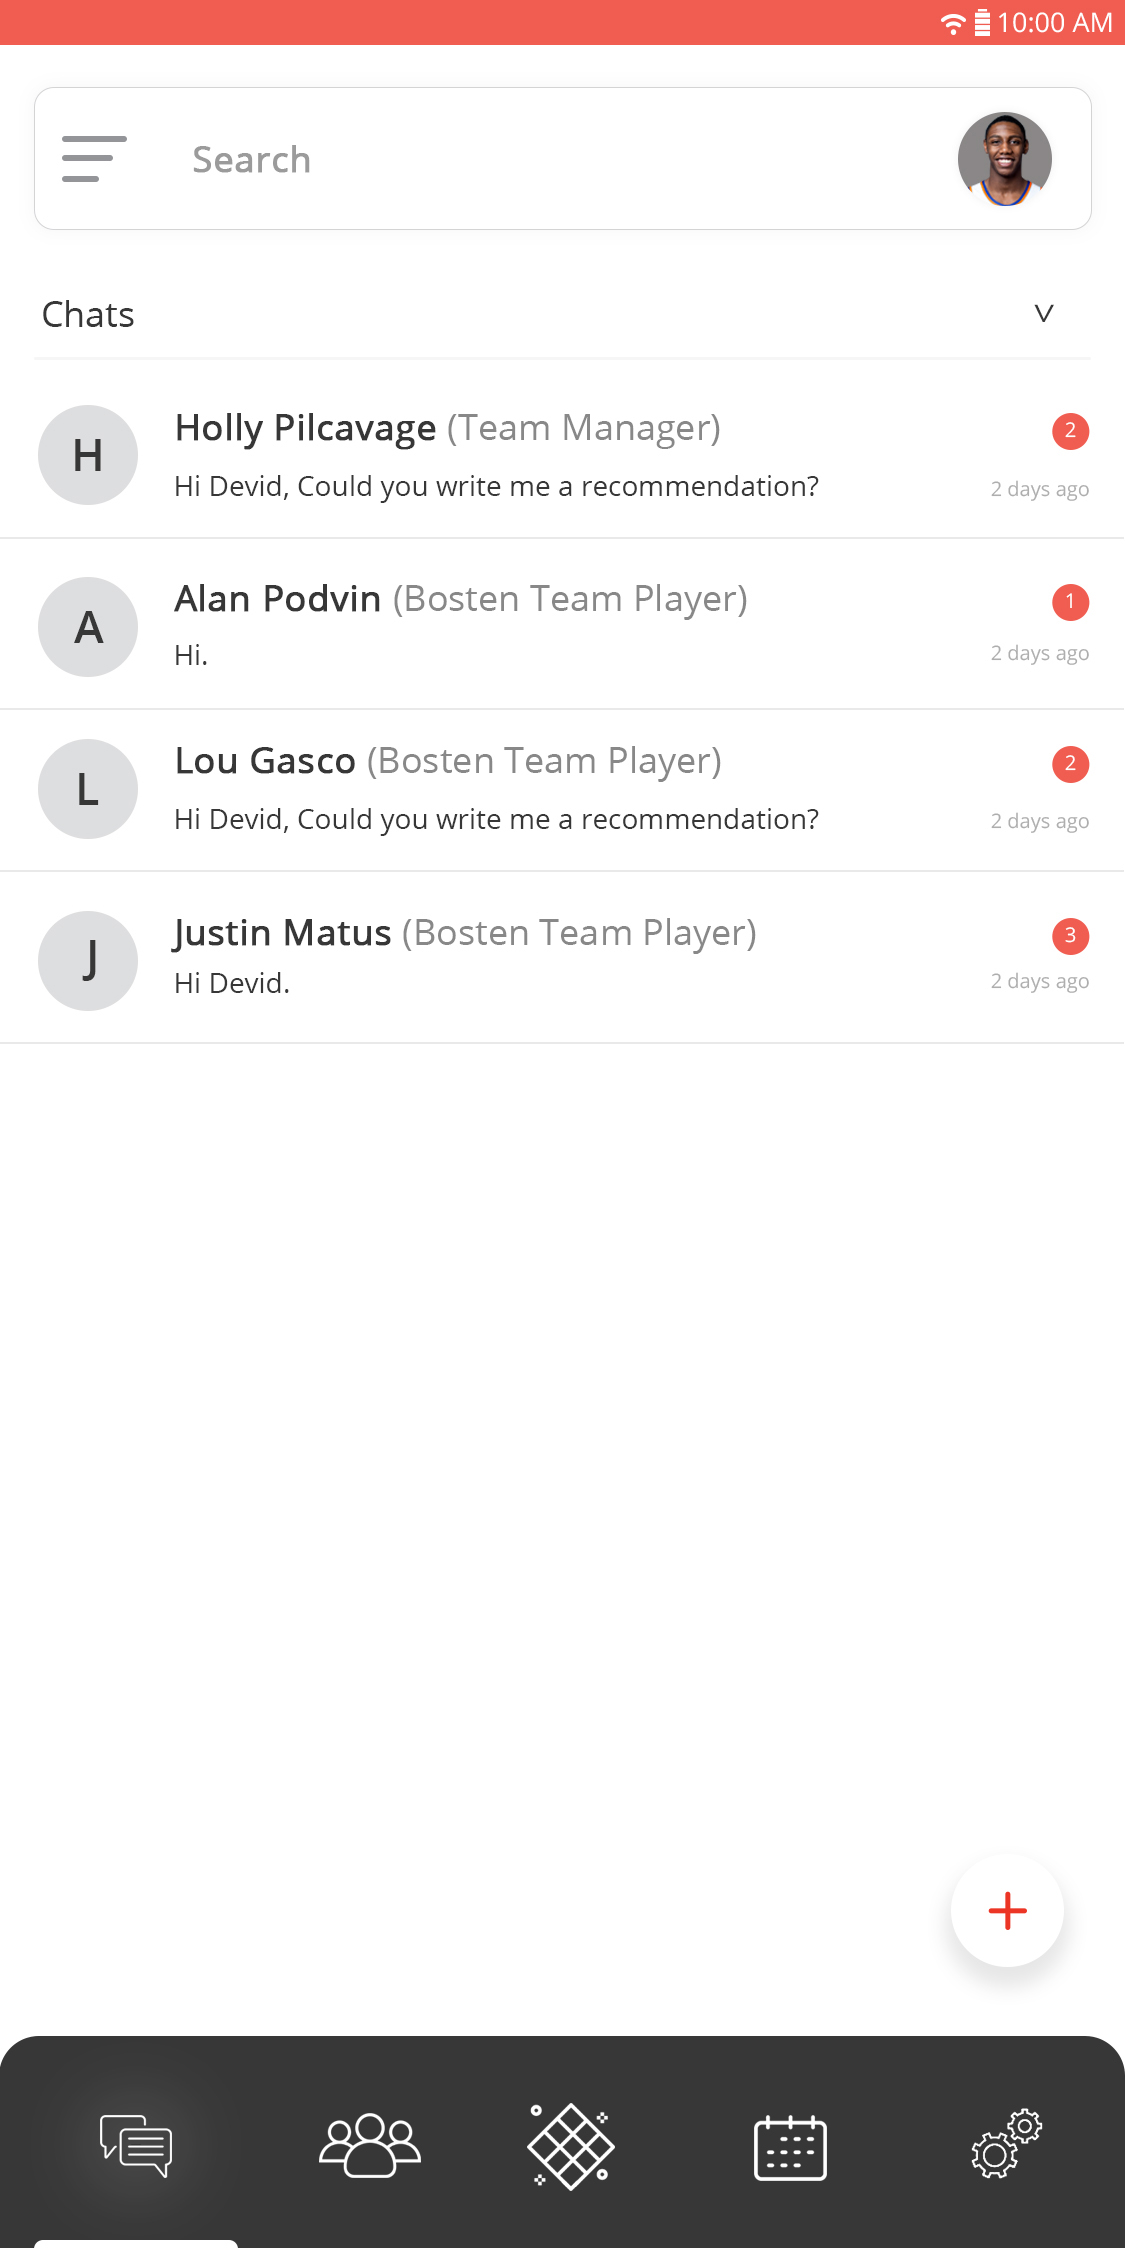 10:00 AM
Search
Chats
H
Holly Pilcavage (Team Manager)
2
Hi Devid, Could you write me a recommendation?
2 days ago
A
Alan Podvin (Bosten Team Player)
1
Hi.
2 days ago
L
Lou Gasco (Bosten Team Player)
2
Hi Devid, Could you write me a recommendation?
2 days ago
J
Justin Matus (Bosten Team Player)
3
Hi Devid.
2 days ago